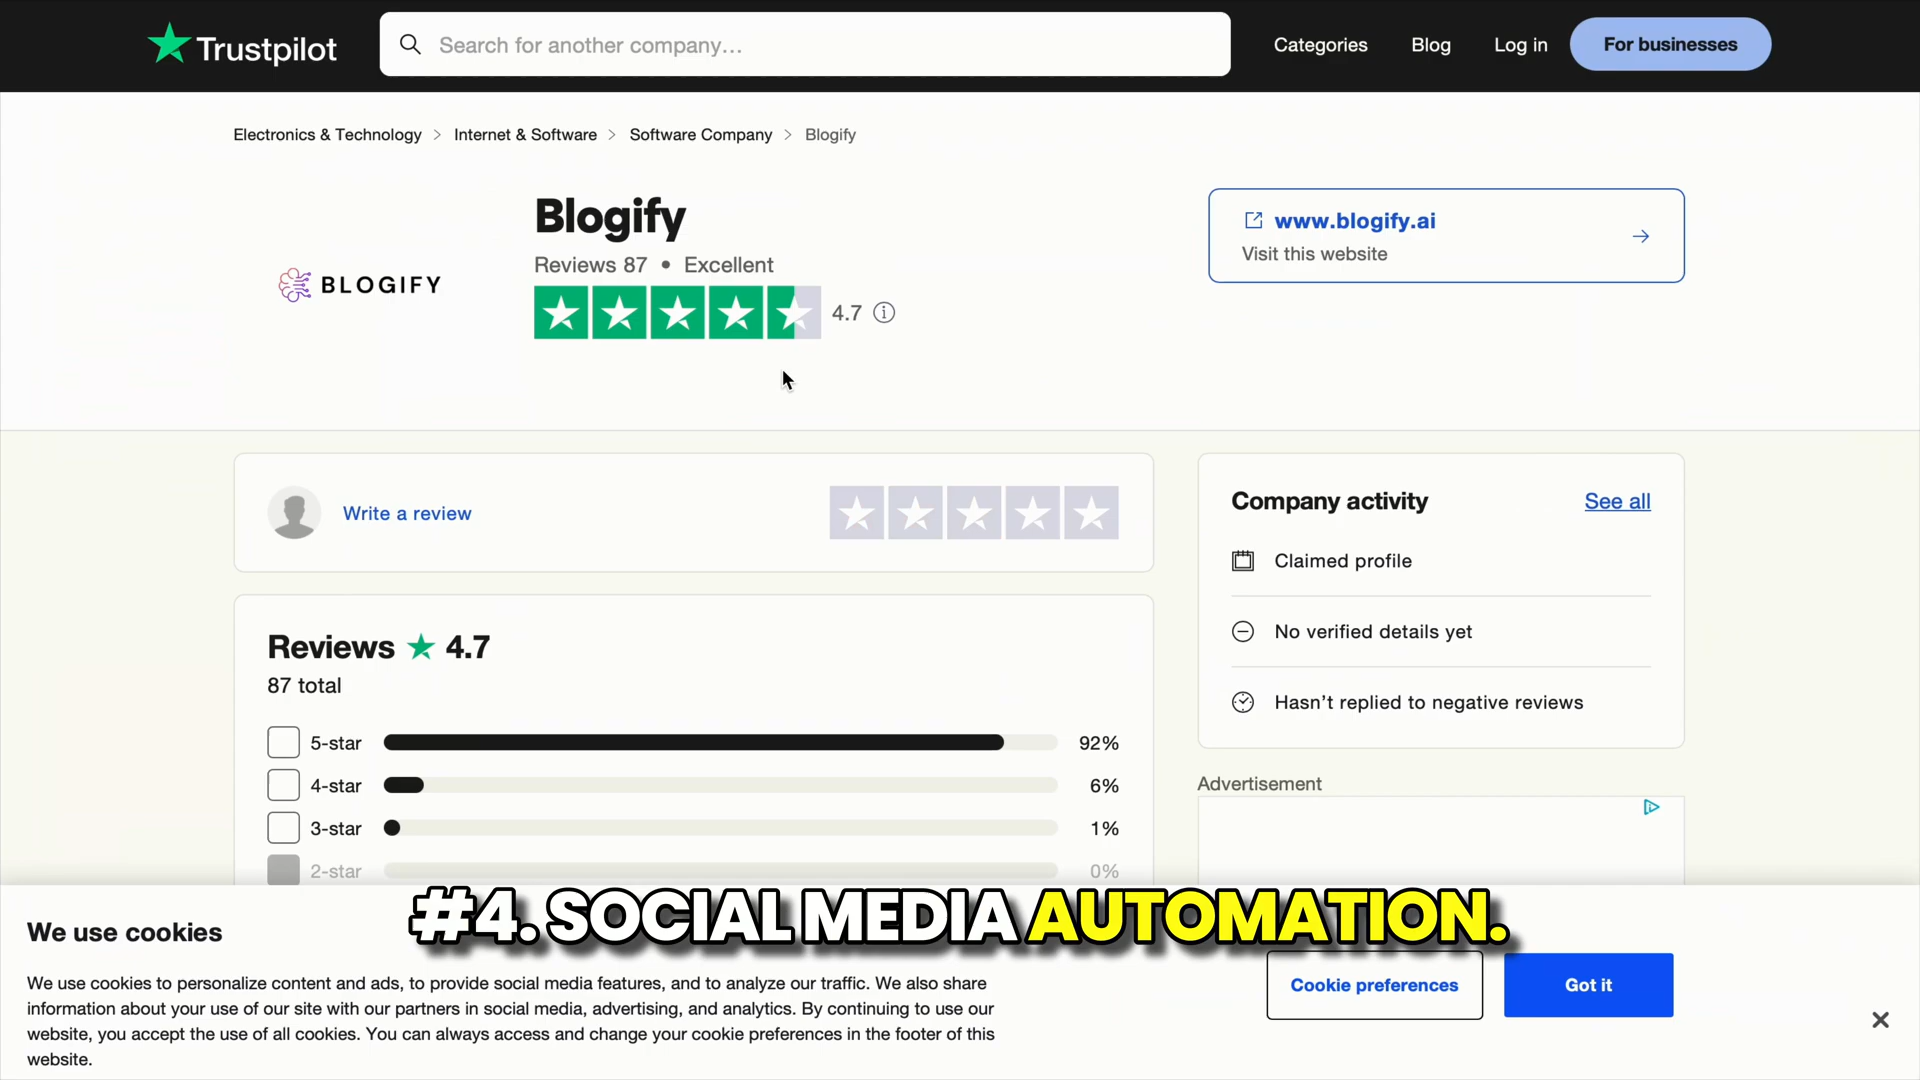 Trustpilot
Search for another company...
Categories
Blog
Log in
For businesses
Electronics & Technology > Internet & Software > Software Company > Blogify
BLOGIFY
Blogify
Reviews 87 • Excellent
4.7
www.blogify.ai
Visit this website
Write a review
Company activity
See all
Claimed profile
No verified details yet
Hasn't replied to negative reviews
Reviews ★ 4.7
87 total
5-star 92%
4-star 6%
3-star 1%
2-star 0%
Advertisement
#4. SOCIAL MEDIA AUTOMATION.
We use cookies
We use cookies to personalize content and ads, to provide social media features, and to analyze our traffic. We also share
information about your use of our site with our partners in social media, advertising, and analytics. By continuing to use our
website, you accept the use of all cookies. You can always access and change your cookie preferences in the footer of this
website.
Cookie preferences
Got it